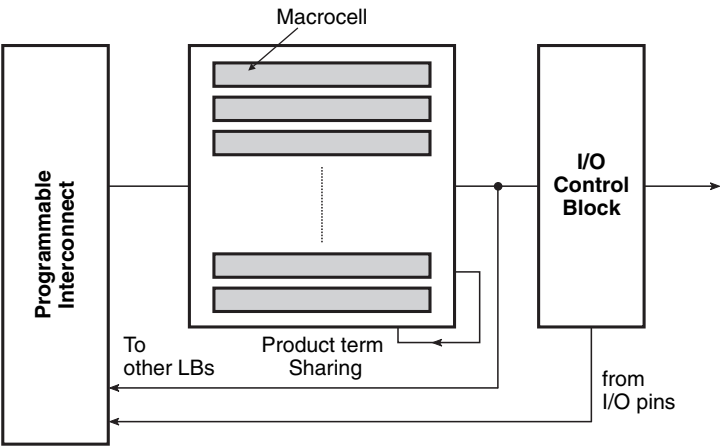 Macrocell
Programmable
Interconnect
I/O
Control
Block
To
other LBs
Product term
Sharing
from
I/O pins